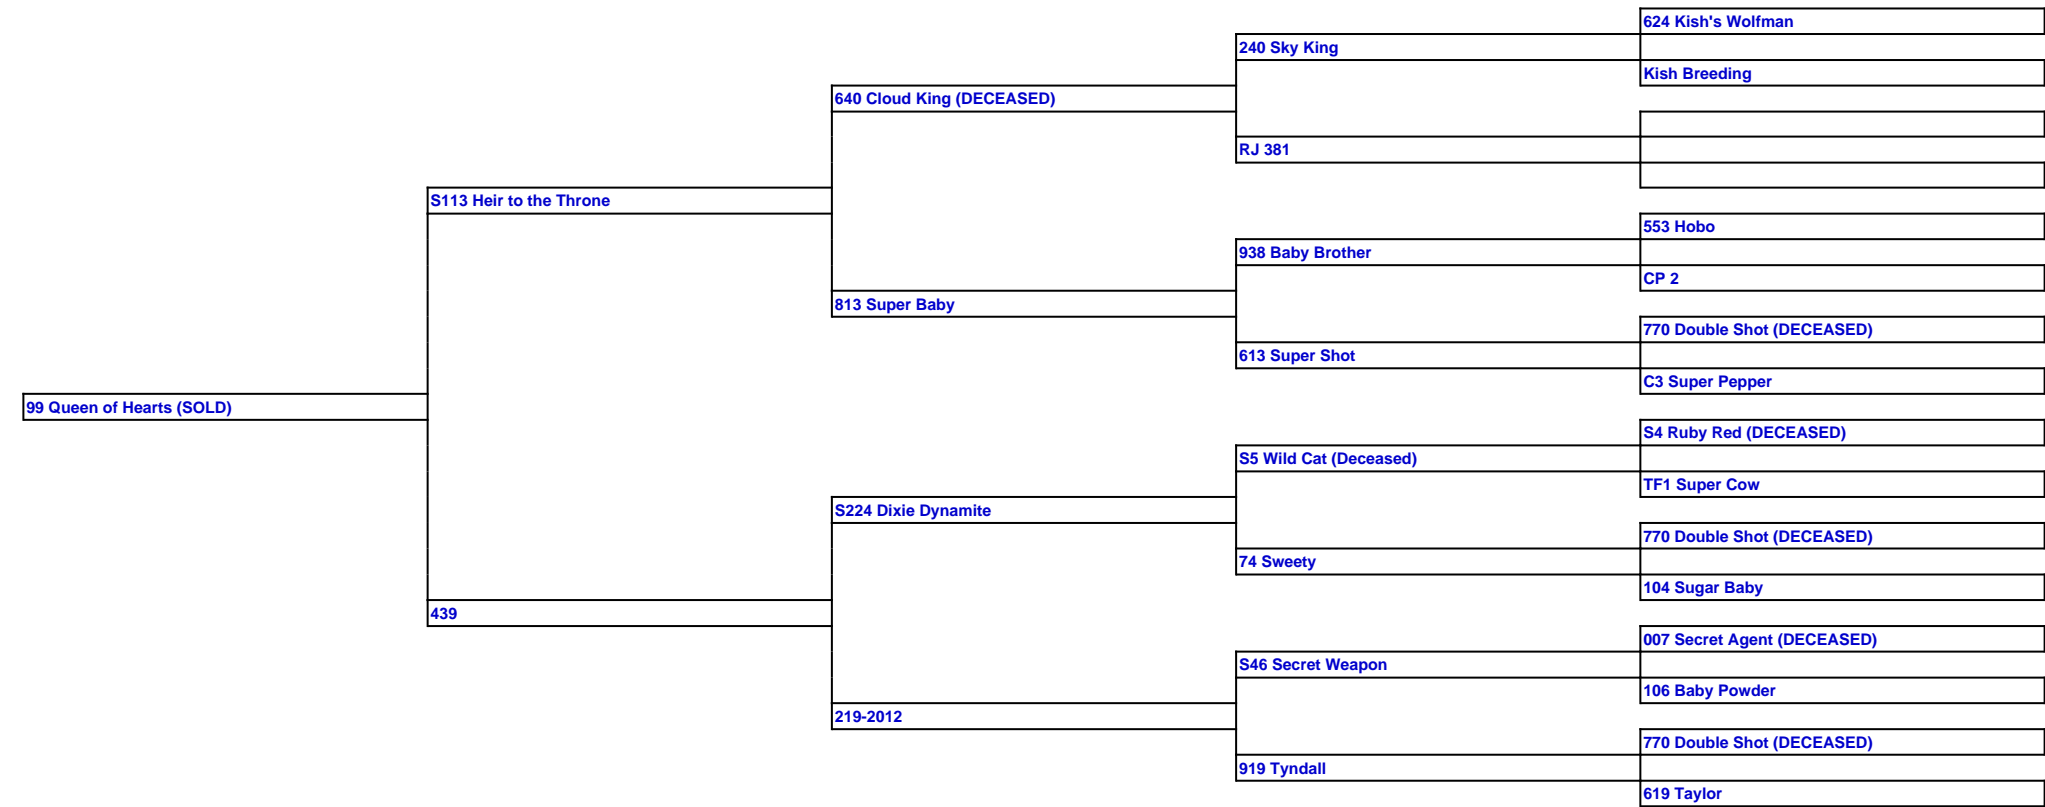 624 Kish's Wolfman
240 Sky King
Kish Breeding
640 Cloud King (DECEASED)
RJ 381
S113 Heir to the Throne
553 Hobo
938 Baby Brother
CP 2
813 Super Baby
770 Double Shot (DECEASED)
613 Super Shot
C3 Super Pepper
99 Queen of Hearts (SOLD)
S4 Ruby Red (DECEASED)
S5 Wild Cat (Deceased)
TF1 Super Cow
S224 Dixie Dynamite
770 Double Shot (DECEASED)
74 Sweety
104 Sugar Baby
439
007 Secret Agent (DECEASED)
S46 Secret Weapon
106 Baby Powder
219-2012
770 Double Shot (DECEASED)
919 Tyndall
619 Taylor